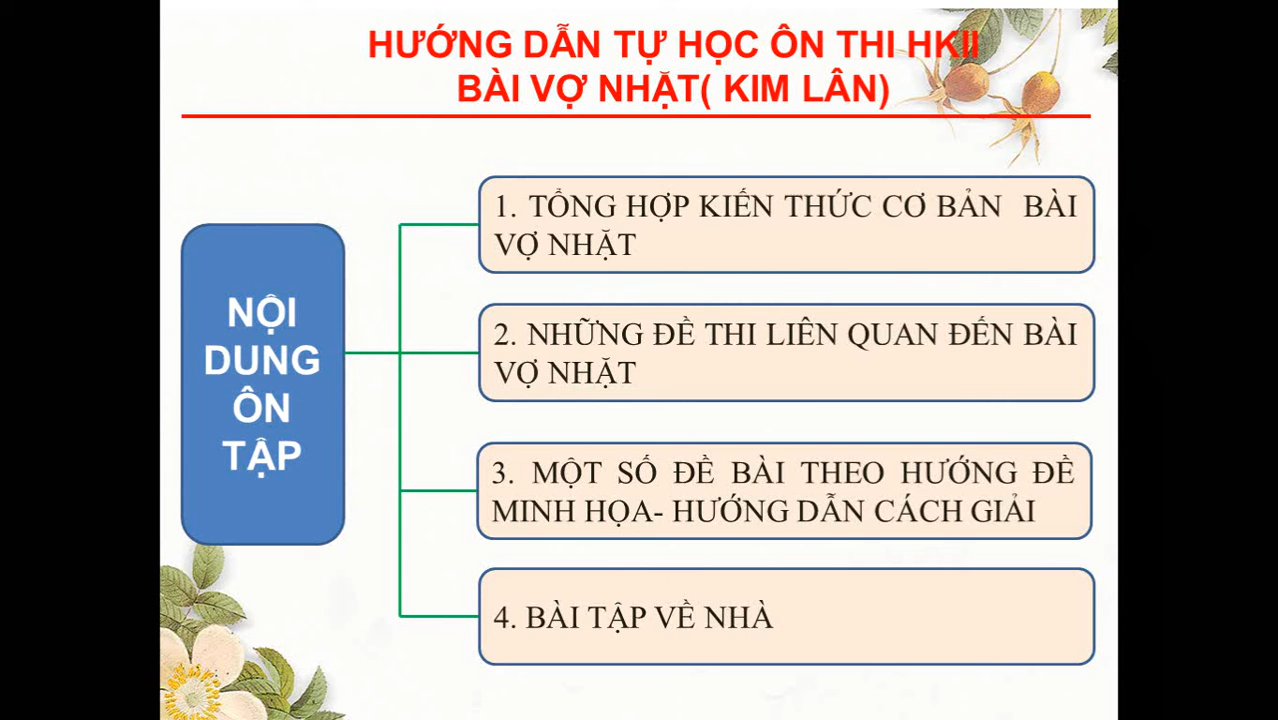 HƯỚNG DẪN TỰ HỌC ÔN THI HKII
BÀI VỢ NHẶT( KIM LÂN)
NỘI
DUNG
ÔN
TẬP
1. TỔNG HỢP KIẾN THỨC CƠ BẢN BÀI
VỢ NHẶT
2. NHỮNG ĐỀ THI LIÊN QUAN ĐẾN BÀI
VỢ NHẶT
3. MỘT SỐ ĐỀ BÀI THEO HƯỚNG ĐỀ
MINH HỌA- HƯỚNG DẪN CÁCH GIẢI
4. BÀI TẬP VỀ NHÀ